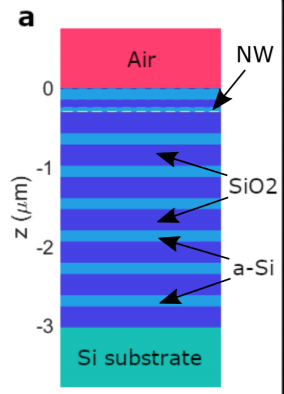 a
Air
NW
0
-1
SiO2
z (μm)
-2
a-Si
-3
Si substrate